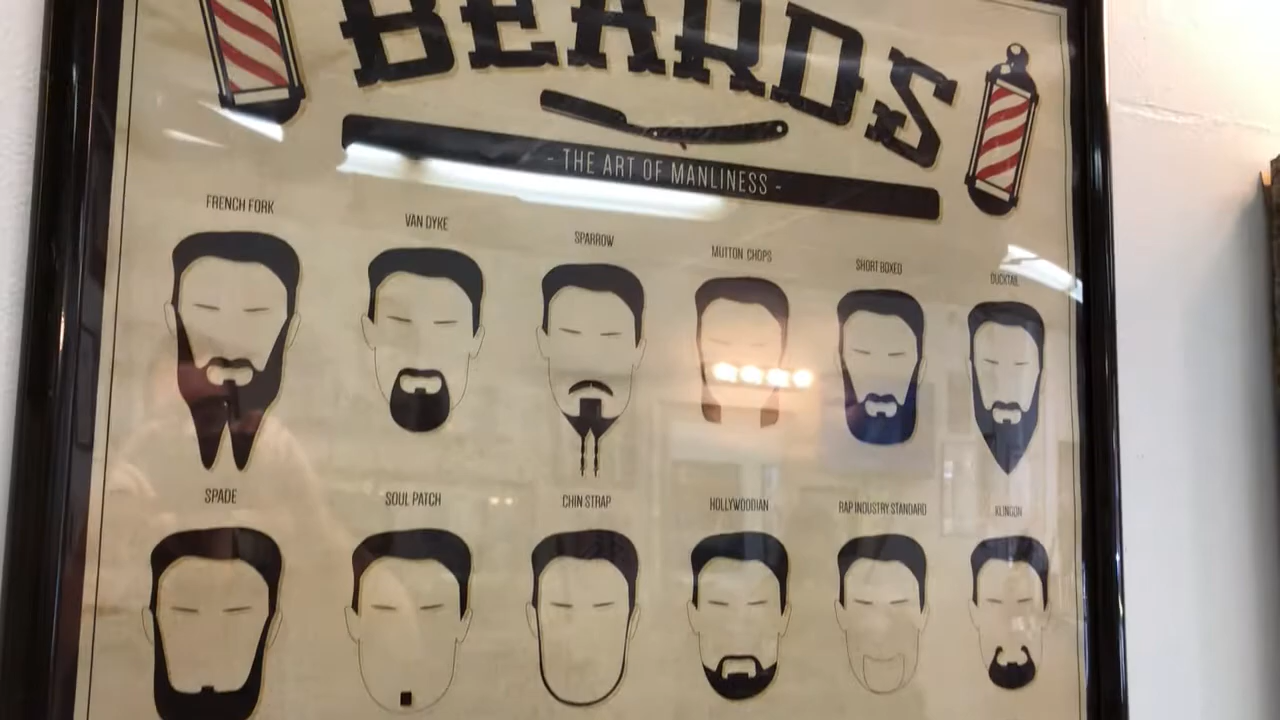 BEARDS
- THE ART OF MANLINESS -
FRENCH FORK
VAN DYKE
SPARROW
MUTTON CHOPS
SHORT BOXED
DUCKTAIL
SPADE
SOUL PATCH
CHIN STRAP
HOLLYWOODIAN
RAP INDUSTRY STANDARD
KLINGON